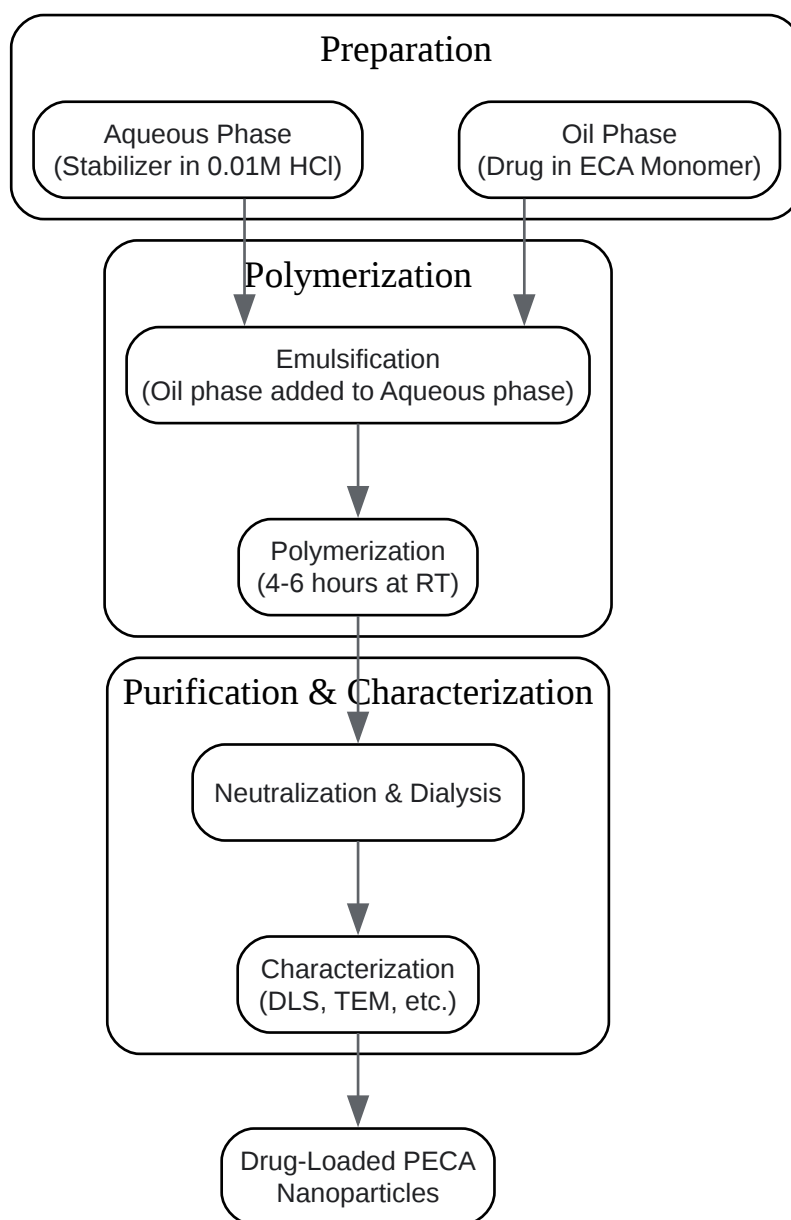 Preparation
Aqueous Phase
(Stabilizer in 0.01M HCl)
Oil Phase
(Drug in ECA Monomer)
Polymerization
Emulsification
(Oil phase added to Aqueous phase)
Polymerization
(4-6 hours at RT)
Purification & Characterization
Neutralization & Dialysis
Characterization
(DLS, TEM, etc.)
Drug-Loaded PECA
Nanoparticles